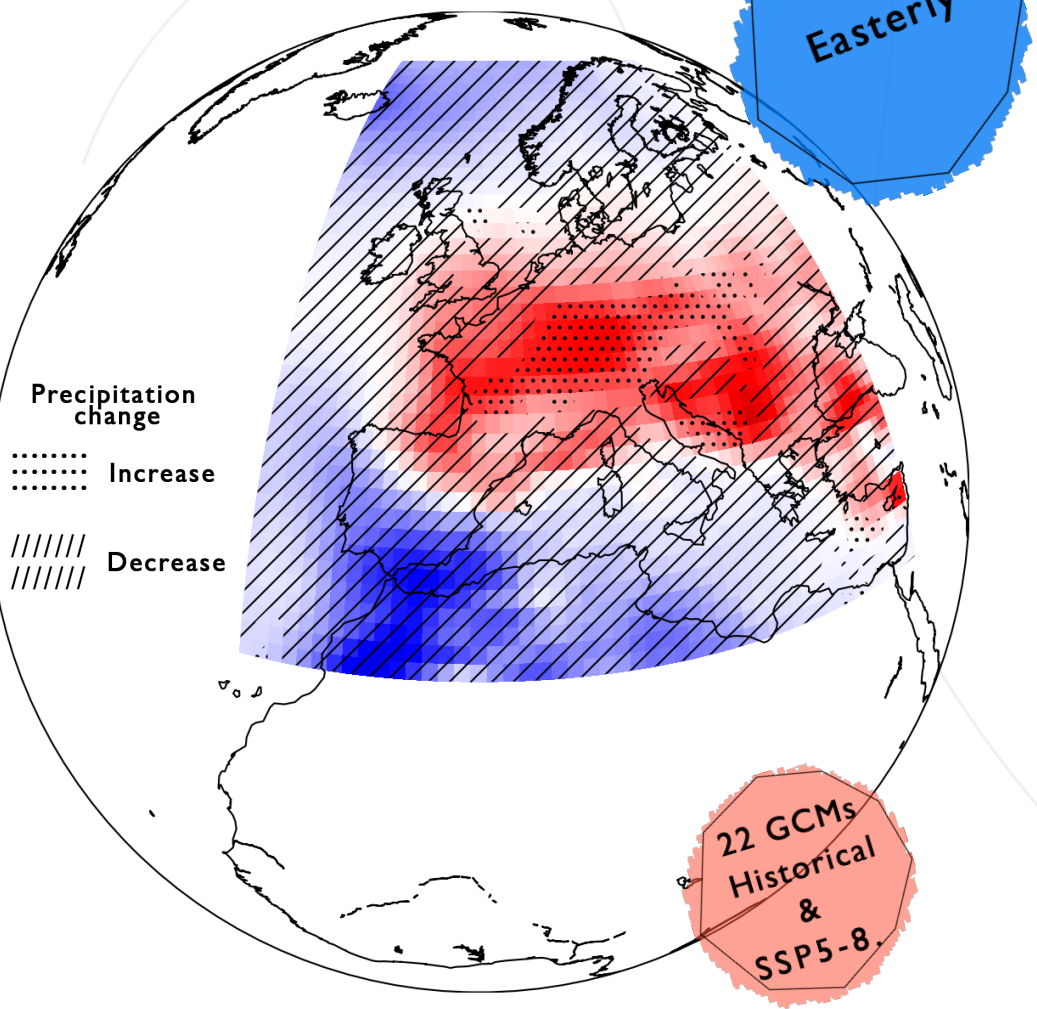 Easterly
Precipitation
change
Increase
Decrease
22 GCMs
Historical
&
SSP5-8.